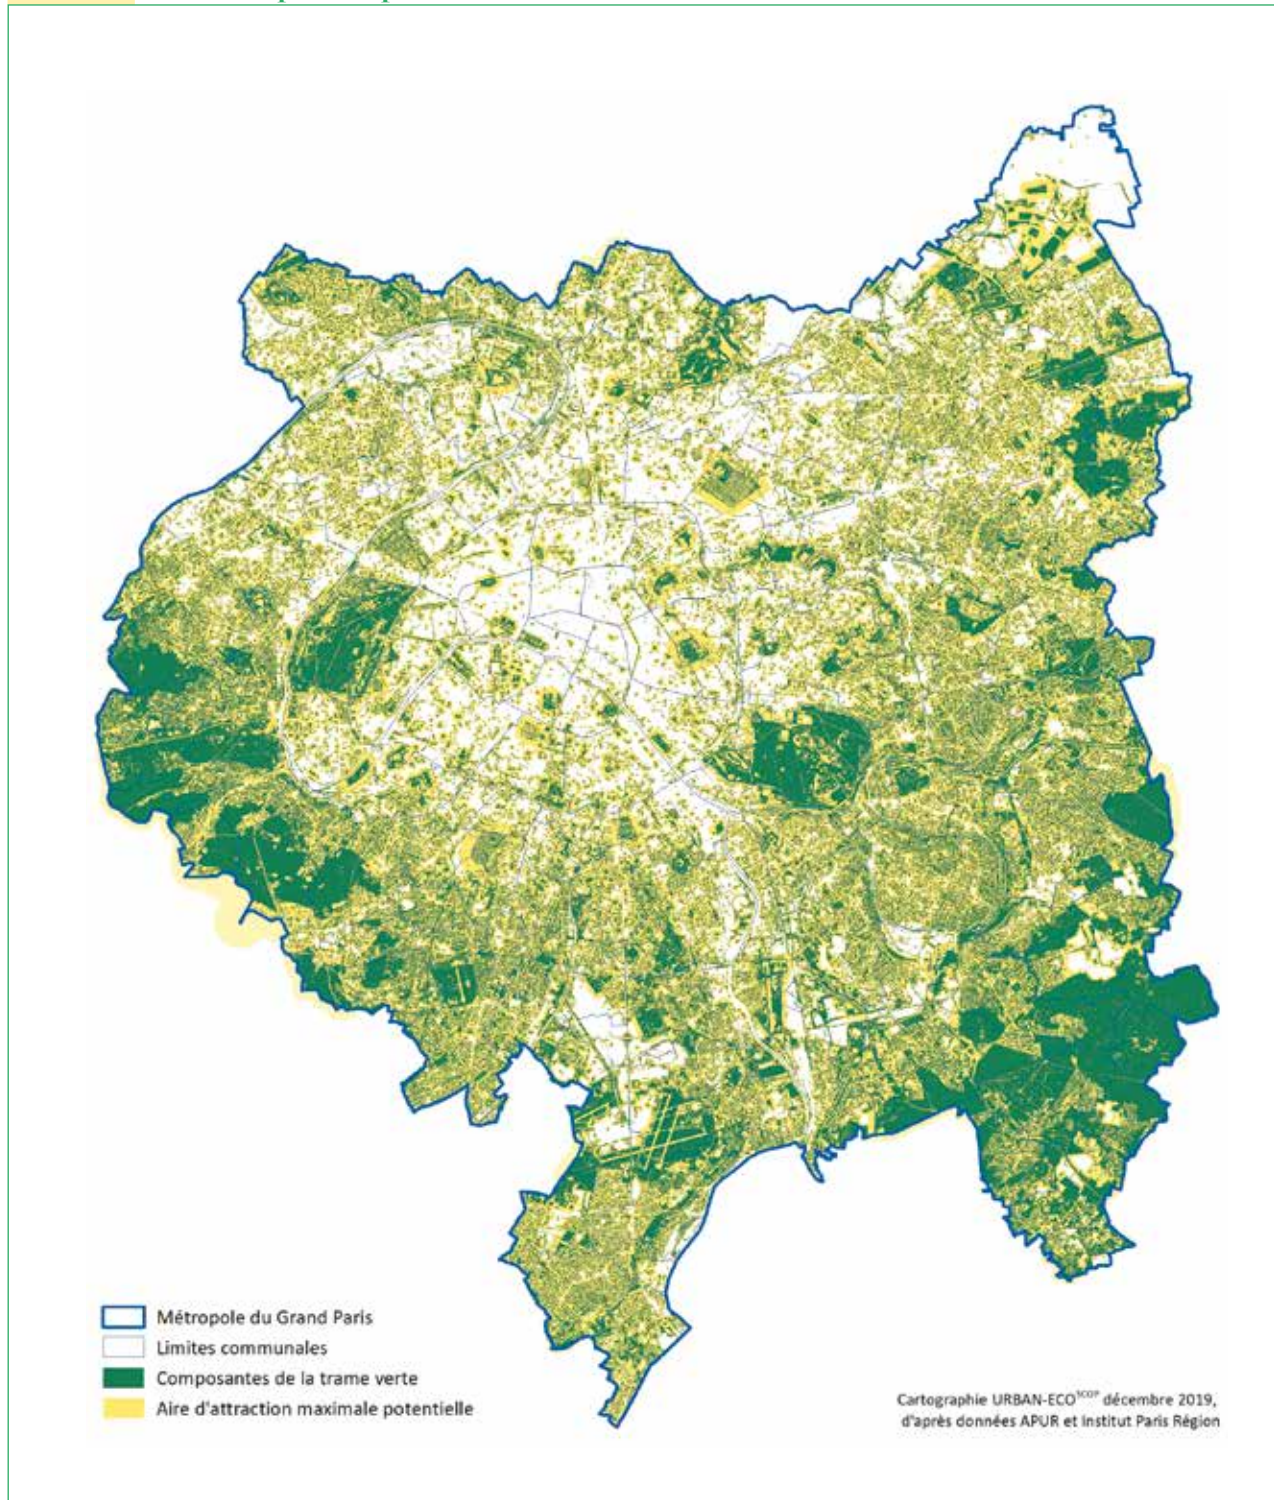 Métropole du Grand Paris
Limites communales
Composantes de la trame verte
Aire d'attraction maximale potentielle
Cartographie URBAN-ECOSCOP décembre 2019,
d'après données APUR et Institut Paris Région